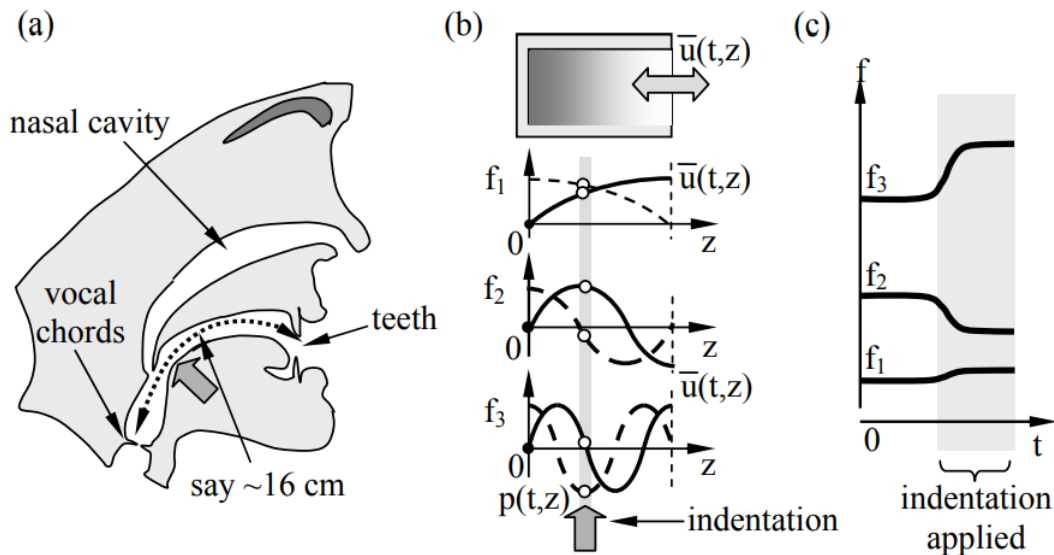 (a)
nasal cavity
vocal
chords
teeth
say ~16 cm
(b)
u̅(t,z)
f₁
u̅(t,z)
0
z
f₂
0
z
u̅(t,z)
f₃
0
z
p(t,z)
indentation
(c)
f
f₃
f₂
f₁
0
t
indentation
applied